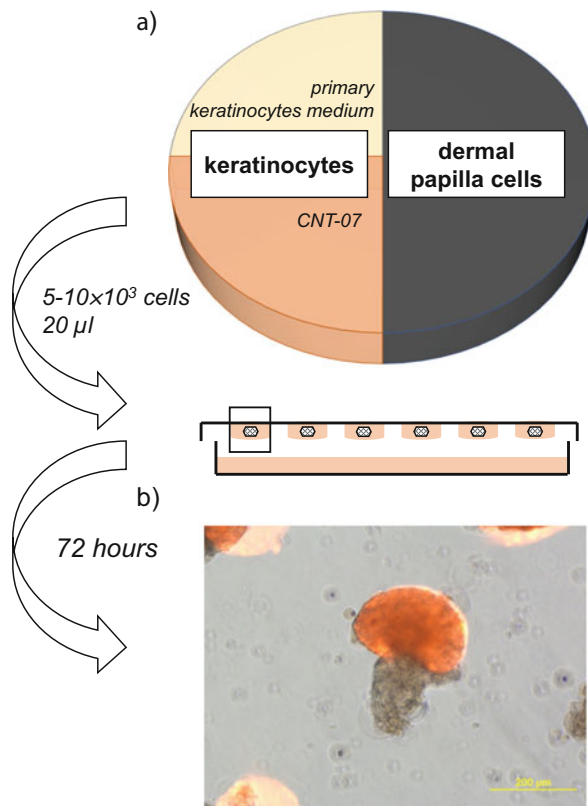 a)
primary
keratinocytes medium
keratinocytes
dermal
papilla cells
CNT-07
5-10×10³ cells
20 µl
b)
72 hours
200 µm